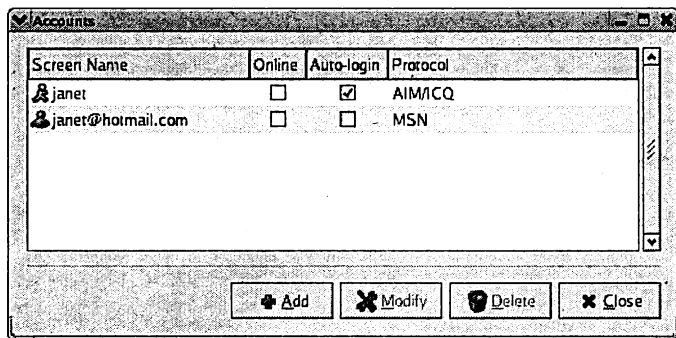 Accounts
Screen Name Online Auto-login Protocol
janet AIM/ICQ
janet@hotmail.com MSN
Add Modify Delete Close